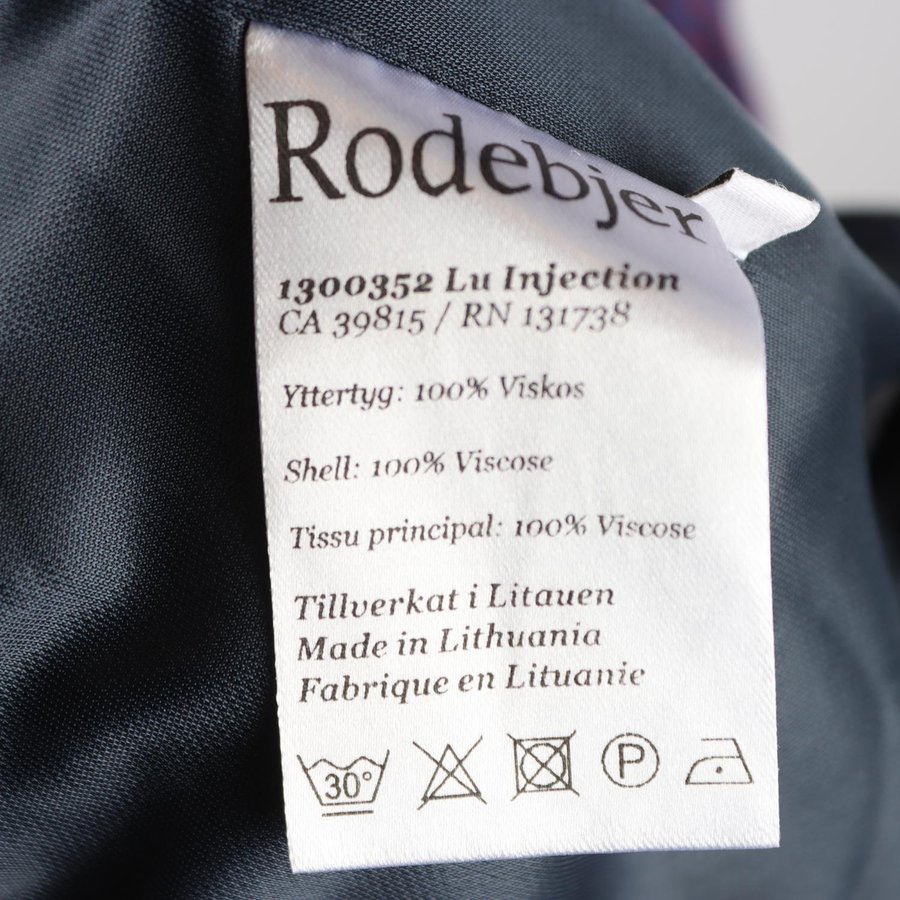 Rodebjer
1300352 Lu Injection
CA 39815 / RN 131738
Yttertyg: 100% Viskos
Shell: 100% Viscose
Tissu principal: 100% Viscose
Tillverkat i Litauen
Made in Lithuania
Fabrique en Lituanie
30° P